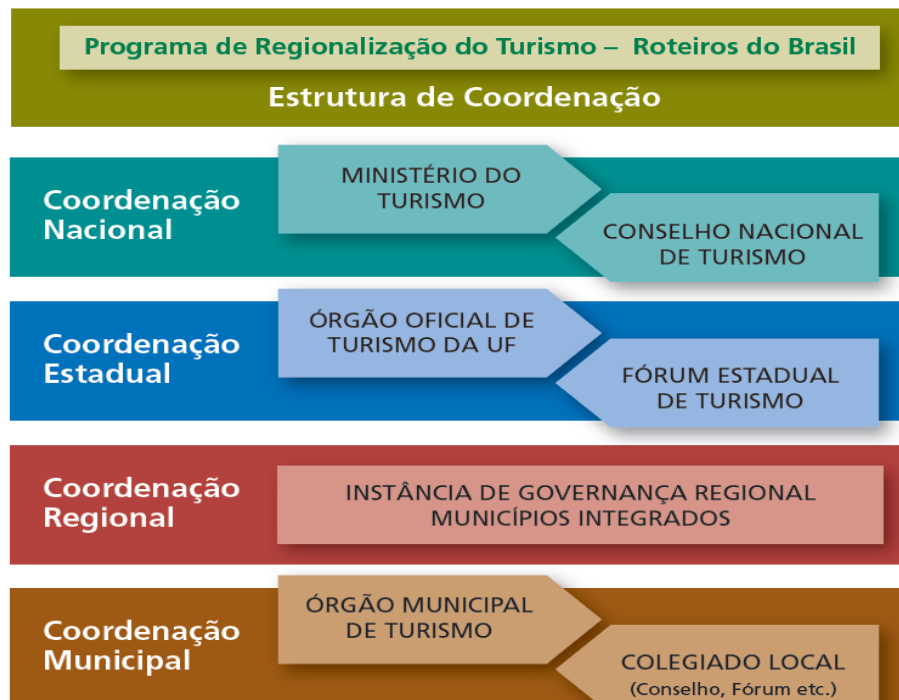 Programa de Regionalização do Turismo – Roteiros do Brasil
Estrutura de Coordenação
Coordenação
Nacional
MINISTÉRIO DO
TURISMO
CONSELHO NACIONAL
DE TURISMO
Coordenação
Estadual
ÓRGÃO OFICIAL DE
TURISMO DA UF
FÓRUM ESTADUAL
DE TURISMO
Coordenação
Regional
INSTÂNCIA DE GOVERNANÇA REGIONAL
MUNICÍPIOS INTEGRADOS
Coordenação
Municipal
ÓRGÃO MUNICIPAL
DE TURISMO
COLEGIADO LOCAL
(Conselho, Fórum etc.)